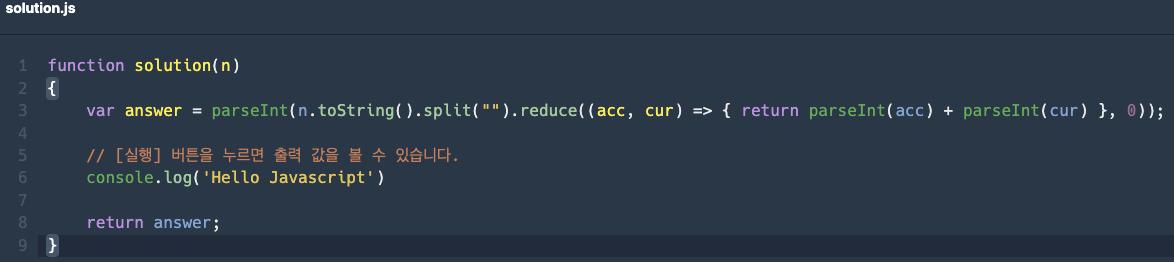 solution.js
1 function solution(n)
2 {
3     var answer = parseInt(n.toString().split("").reduce((acc, cur) => { return parseInt(acc) + parseInt(cur) }, 0));
4
5     // [실행] 버튼을 누르면 출력 값을 볼 수 있습니다.
6     console.log('Hello Javascript')
7
8     return answer;
9 }